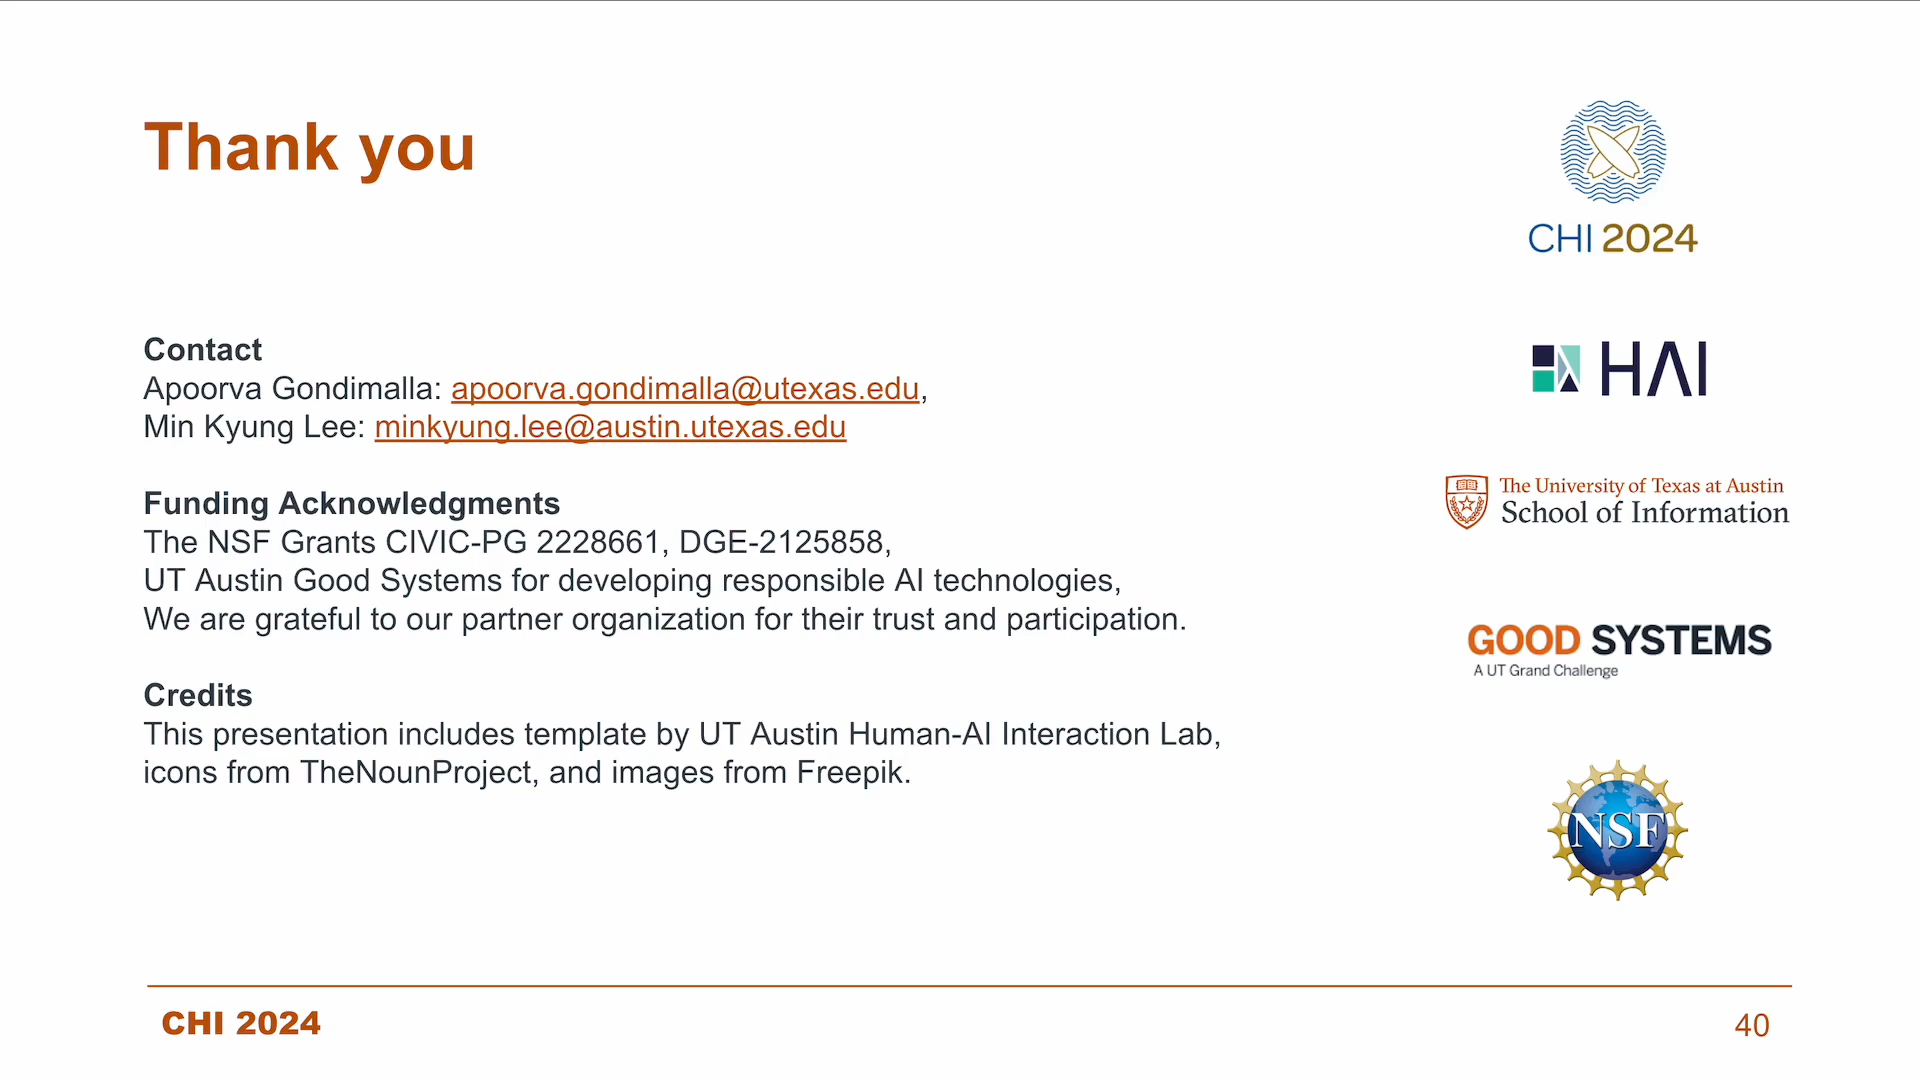 Thank you
CHI 2024
Contact
Apoorva Gondimalla: apoorva.gondimalla@utexas.edu,
Min Kyung Lee: minkyung.lee@austin.utexas.edu
HAI
Funding Acknowledgments
The NSF Grants CIVIC-PG 2228661, DGE-2125858,
UT Austin Good Systems for developing responsible AI technologies,
We are grateful to our partner organization for their trust and participation.
The University of Texas at Austin
School of Information
GOOD SYSTEMS
A UT Grand Challenge
Credits
This presentation includes template by UT Austin Human-AI Interaction Lab,
icons from TheNounProject, and images from Freepik.
NSF
CHI 2024
40